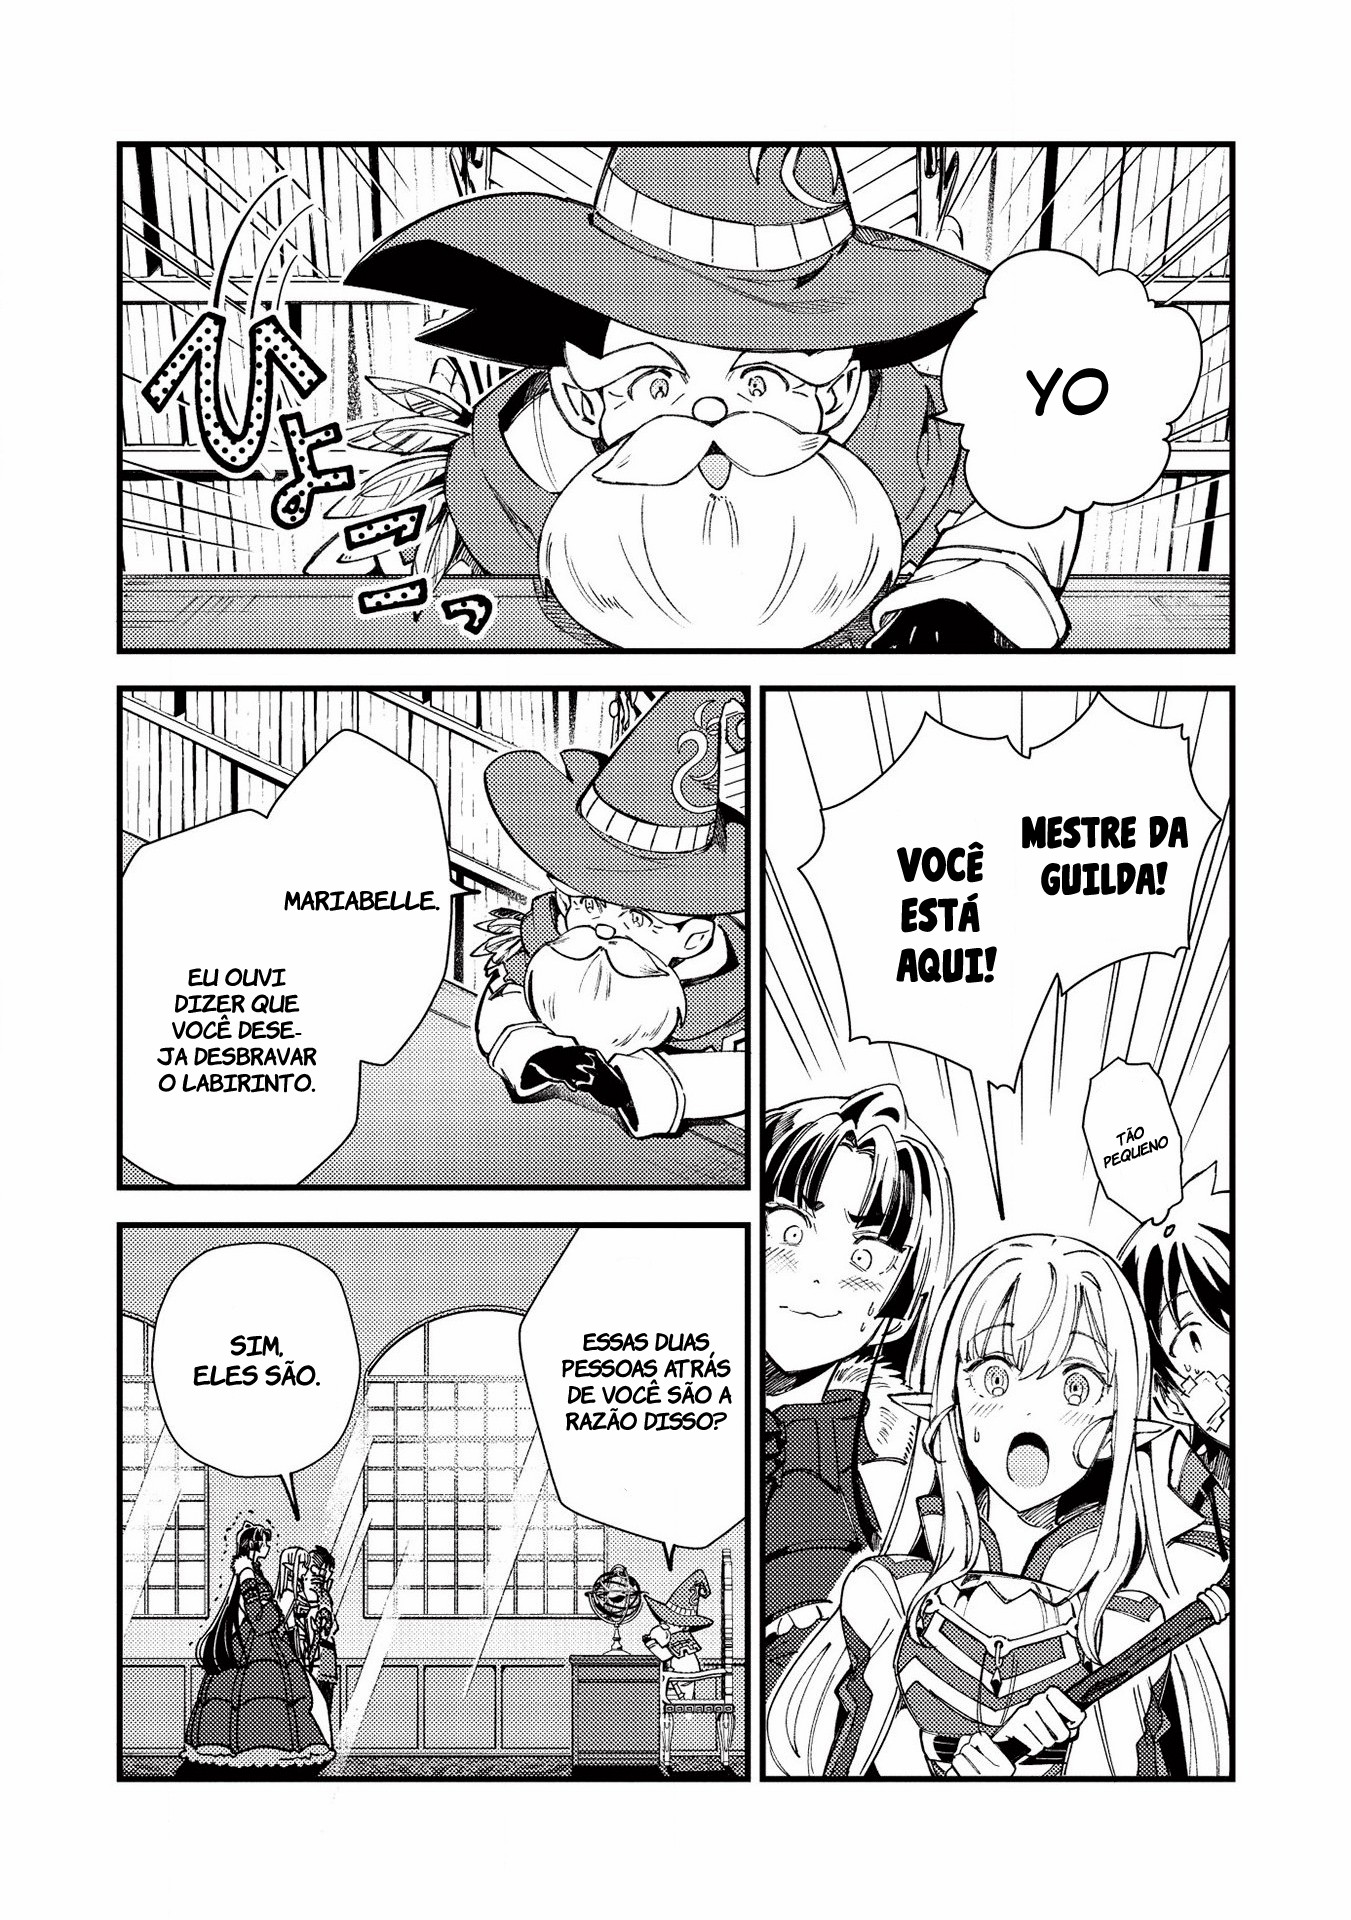 YO
ひょこっ
MESTRE DA
GUILDA!
VOCÊ
ESTÁ
AQUI!
TÃO
PEQUENO
MARIABELLE.
EU OUVI
DIZER QUE
VOCÊ DESE-
JA DESBRAVAR
O LABIRINTO.
ESSAS DUAS
PESSOAS ATRÁS
DE VOCÊ SÃO A
RAZÃO DISSO?
SIM,
ELES SÃO.